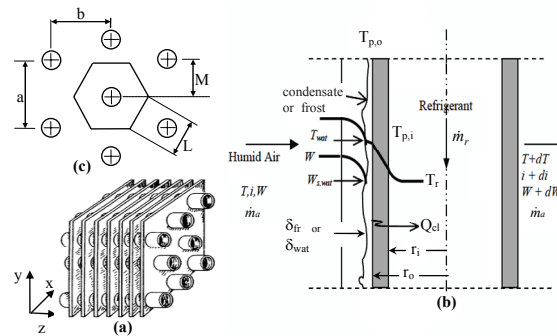 b
a
M
L
(c)
y
x
z
(a)
T_p,o
condensate
or frost
Refrigerant
T_p,i
ṁ_r
T_wat
W
Humid Air
W_s,wat
T_r
T,i,W
ṁ_a
δ_fr or
δ_wat
Q_cl
r_i
r_o
T+dT
i + di
W + dW
ṁ_a
(b)